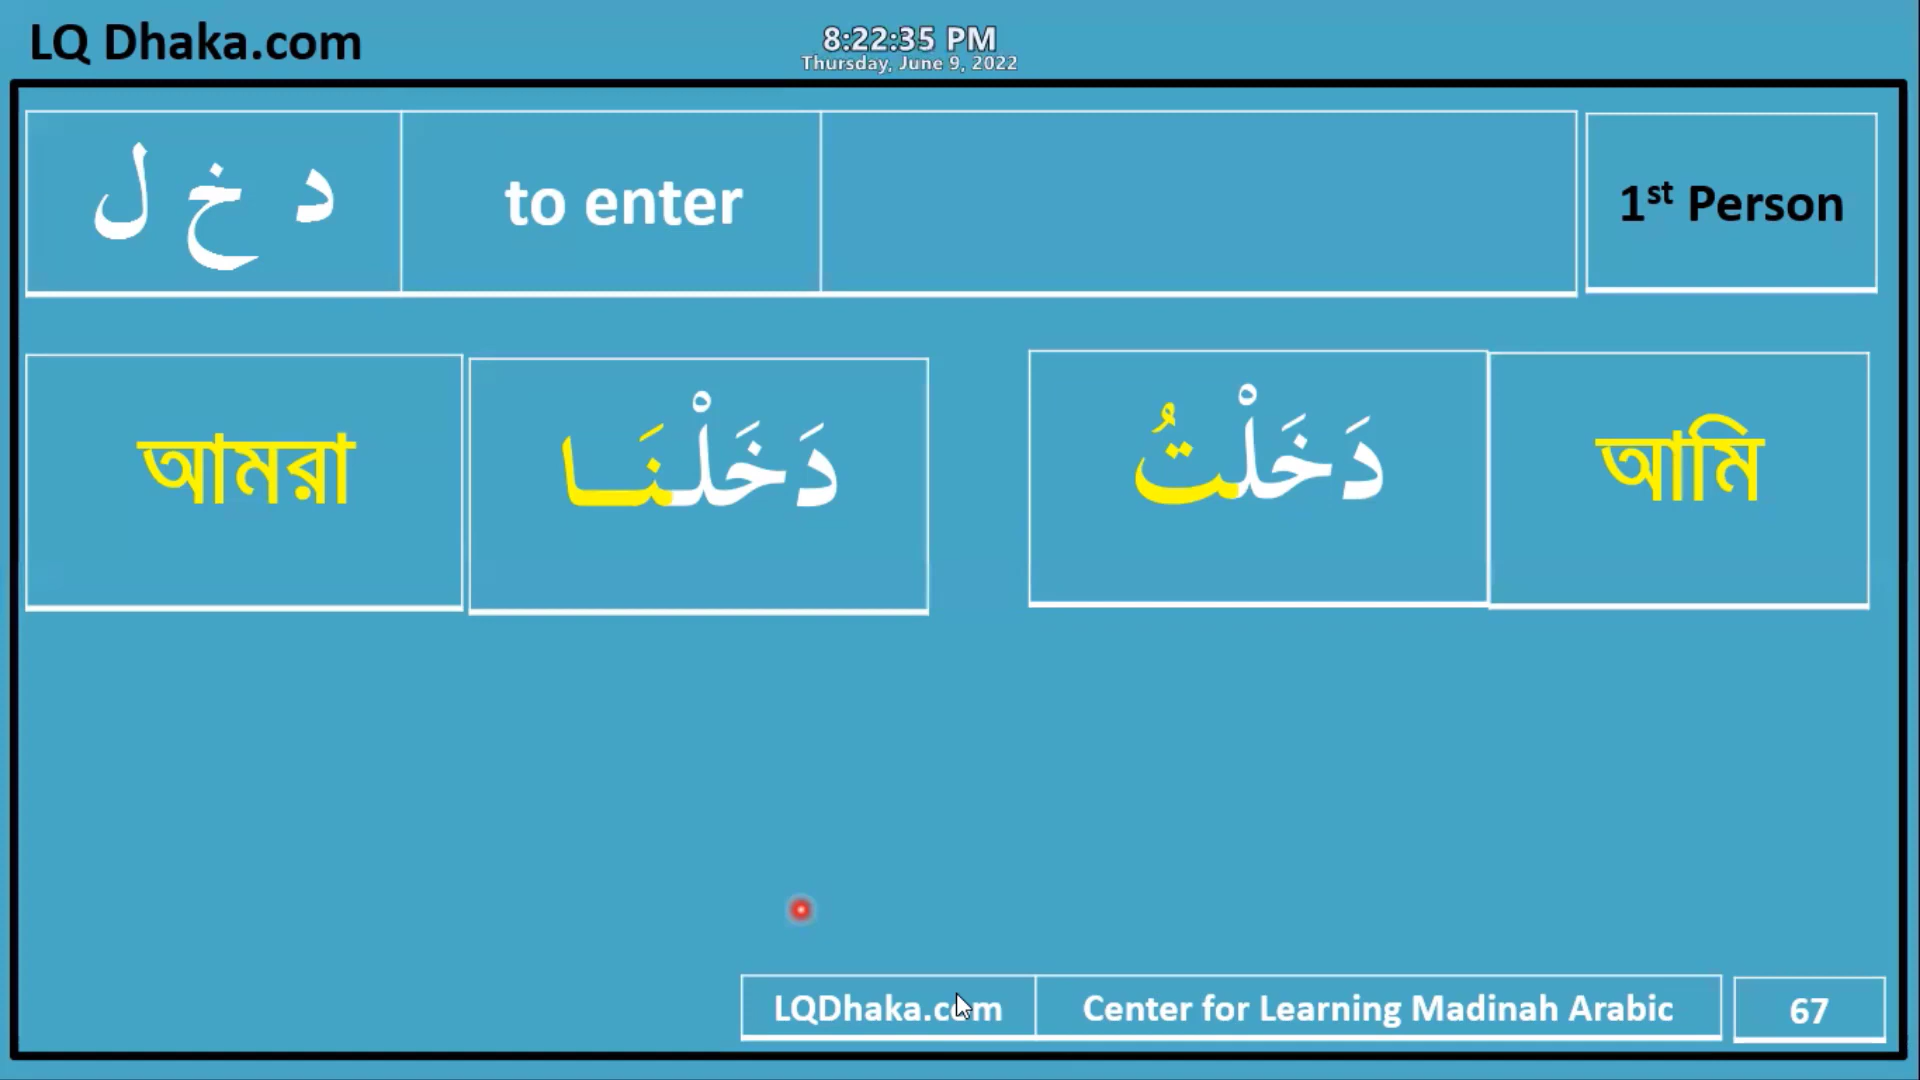 LQ Dhaka.com
8:22:35 PM
Thursday, June 9, 2022
د خ ل
to enter
1st Person
আমরা
دَخَلْنَا
دَخَلْتُ
আমি
LQDhaka.com
Center for Learning Madinah Arabic
67